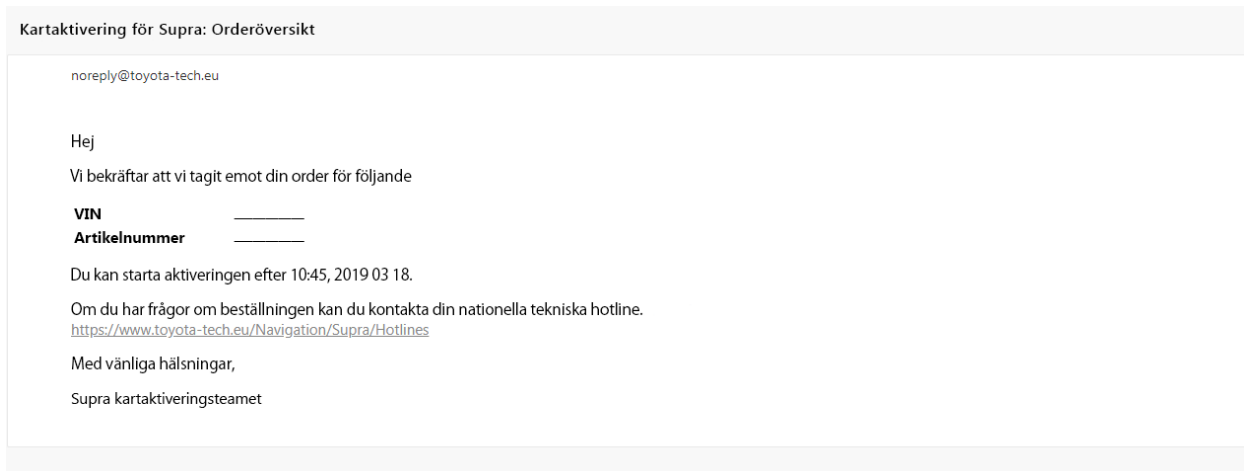 Kartaktivering för Supra: Orderöversikt
noreply@toyota-tech.eu
Hej
Vi bekräftar att vi tagit emot din order för följande
VIN ___________
Artikelnummer ___________
Du kan starta aktiveringen efter 10:45, 2019 03 18.
Om du har frågor om beställningen kan du kontakta din nationella tekniska hotline.
https://www.toyota-tech.eu/Navigation/Supra/Hotlines
Med vänliga hälsningar,
Supra kartaktiveringsteamet